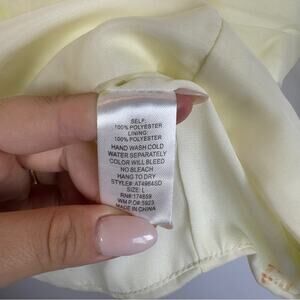 SELF:
100% POLYESTER
LINING:
100% POLYESTER
HAND WASH COLD
WATER SEPARATELY
COLOR WILL BLEED
NO BLEACH
HANG TO DRY
STYLE#: AT4964SD
SIZE: L
RN#:174859
WM P.O#:5923
MADE IN CHINA